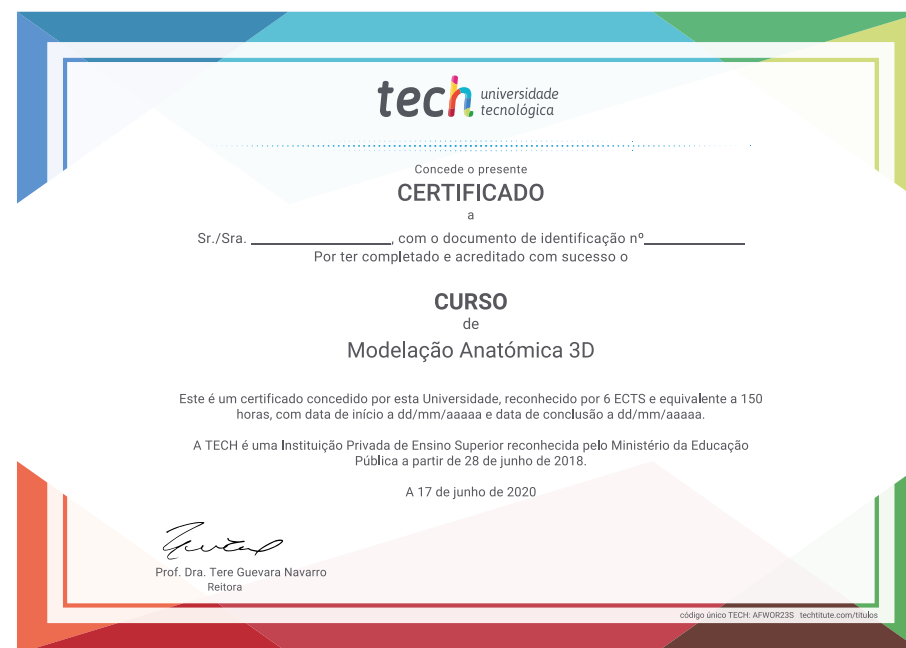 tech universidade
tecnológica
Concede o presente
CERTIFICADO
a
Sr./Sra. ____________________, com o documento de identificação nº______________
Por ter completado e acreditado com sucesso o
CURSO
de
Modelação Anatómica 3D
Este é um certificado concedido por esta Universidade, reconhecido por 6 ECTS e equivalente a 150
horas, com data de início a dd/mm/aaaaa e data de conclusão a dd/mm/aaaaa.
A TECH é uma Instituição Privada de Ensino Superior reconhecida pelo Ministério da Educação
Pública a partir de 28 de junho de 2018.
A 17 de junho de 2020
Prof. Dra. Tere Guevara Navarro
Reitora
código único TECH: AFWOR23S techtitute.com/titulos